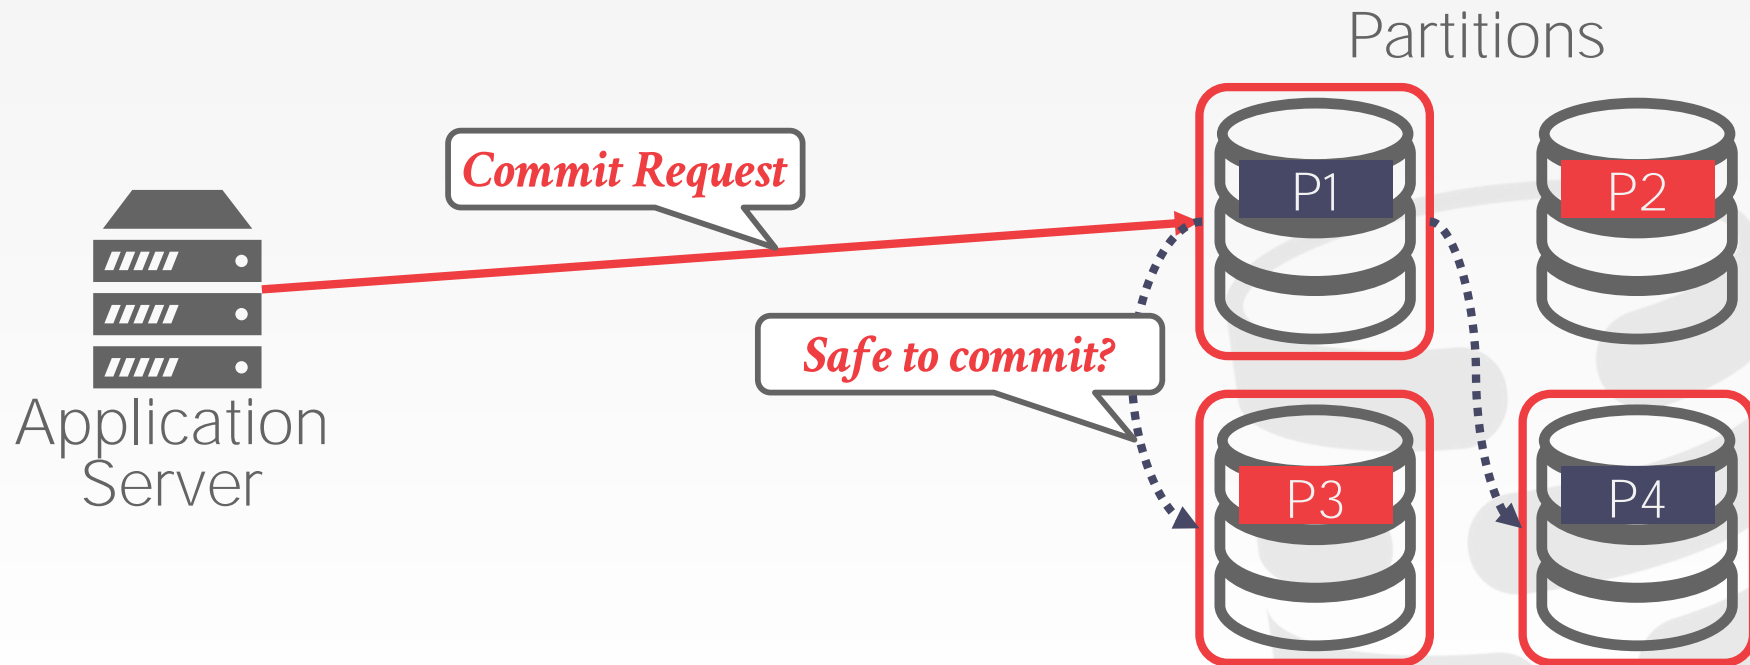 Partitions
Commit Request
P1
P2
Safe to commit?
Application
Server
P3
P4